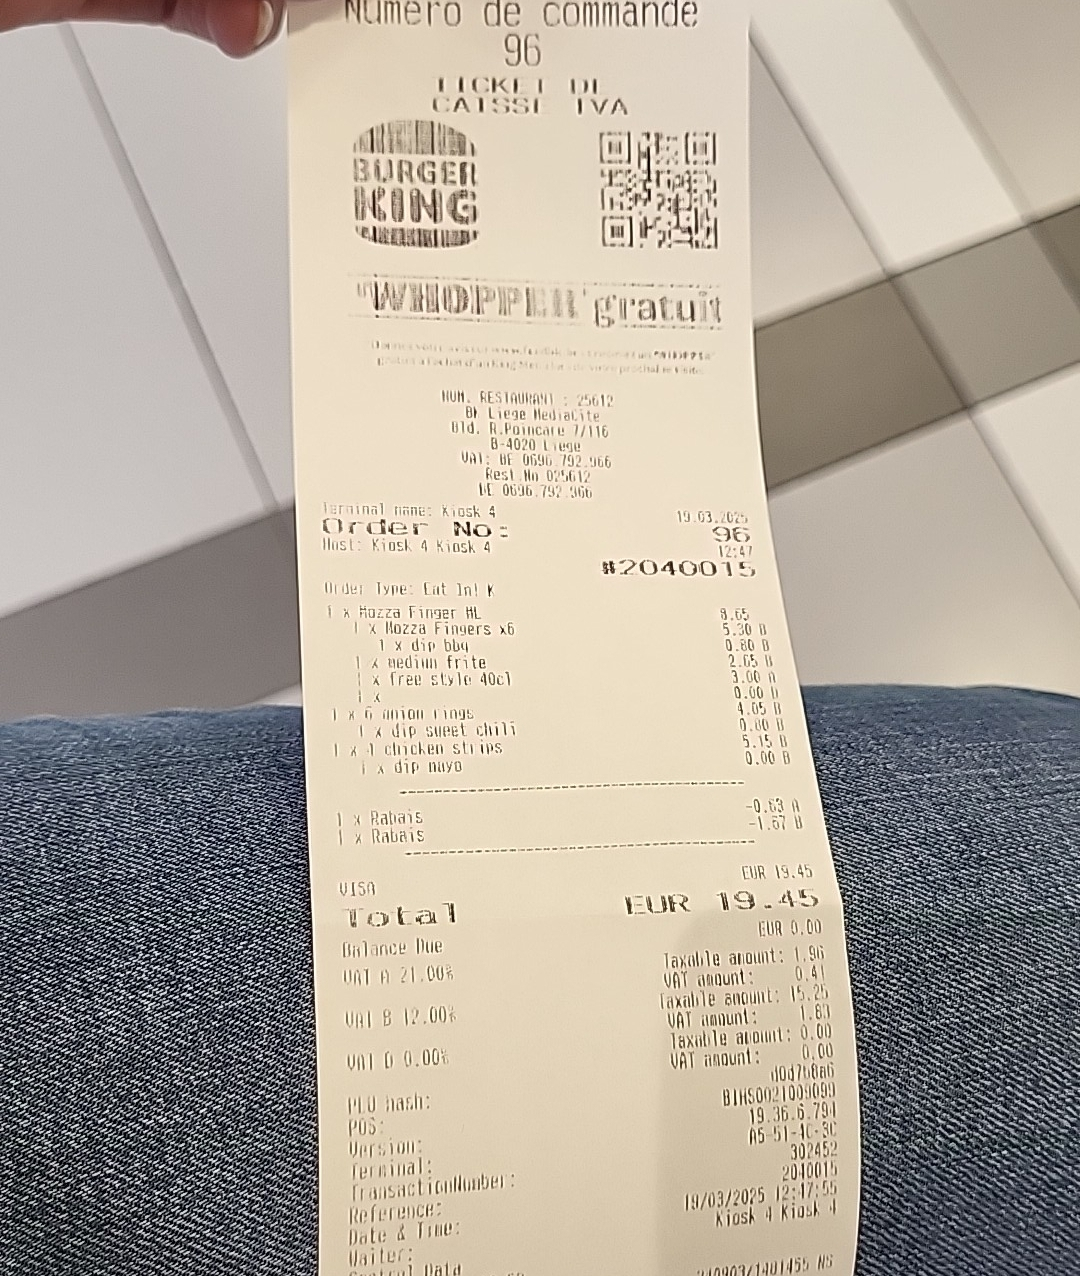 Numero de commande
96
TICKET DE
CAISSE TVA
BURGER
KING
WHOPPER gratuit
NUM. RESTAURANT : 25612
BK Liege MediaCite
Bld. R.Poincare 7/116
B-4020 Liege
VAT: BE 0696.792.966
Rest.No 025612
BE 0696.792.966
Terminal name: Kiosk 4 19.03.2025
Order No: 96
Host: Kiosk 4 Kiosk 4 12:47
#2040015
Order Type: Eat In! K
1 x Mozza Finger ML
1 x Mozza Fingers x6 5.30 B
1 x dip bbq 0.80 B
1 x medium frite 2.65 B
1 x free style 40cl 3.00 A
1 x 0.00 D
1 x 6 onion rings 4.05 B
1 x dip sweet chili 0.80 B
1 x 4 chicken strips 5.15 B
1 x dip mayo 0.00 B
1 x Rabais -0.63 A
1 x Rabais -1.67 B
VISA EUR 19.45
Total EUR 19.45
Balance Due EUR 0.00
VAT A 21.00% Taxable amount: 1.96
VAT amount: 0.41
VAT B 12.00% Taxable amount: 15.25
VAT amount: 1.83
VAT D 0.00% Taxable amount: 0.00
VAT amount: 0.00
PLU hash:
POS: BIHS0021009099
Version: 19.36.6.794
Terminal: A5-51-4C-3C
TransactionNumber: 302452
Reference: 2040015
Date & Time: 19/03/2025 12:47:55
Waiter: Kiosk 4 Kiosk 4
Control Data